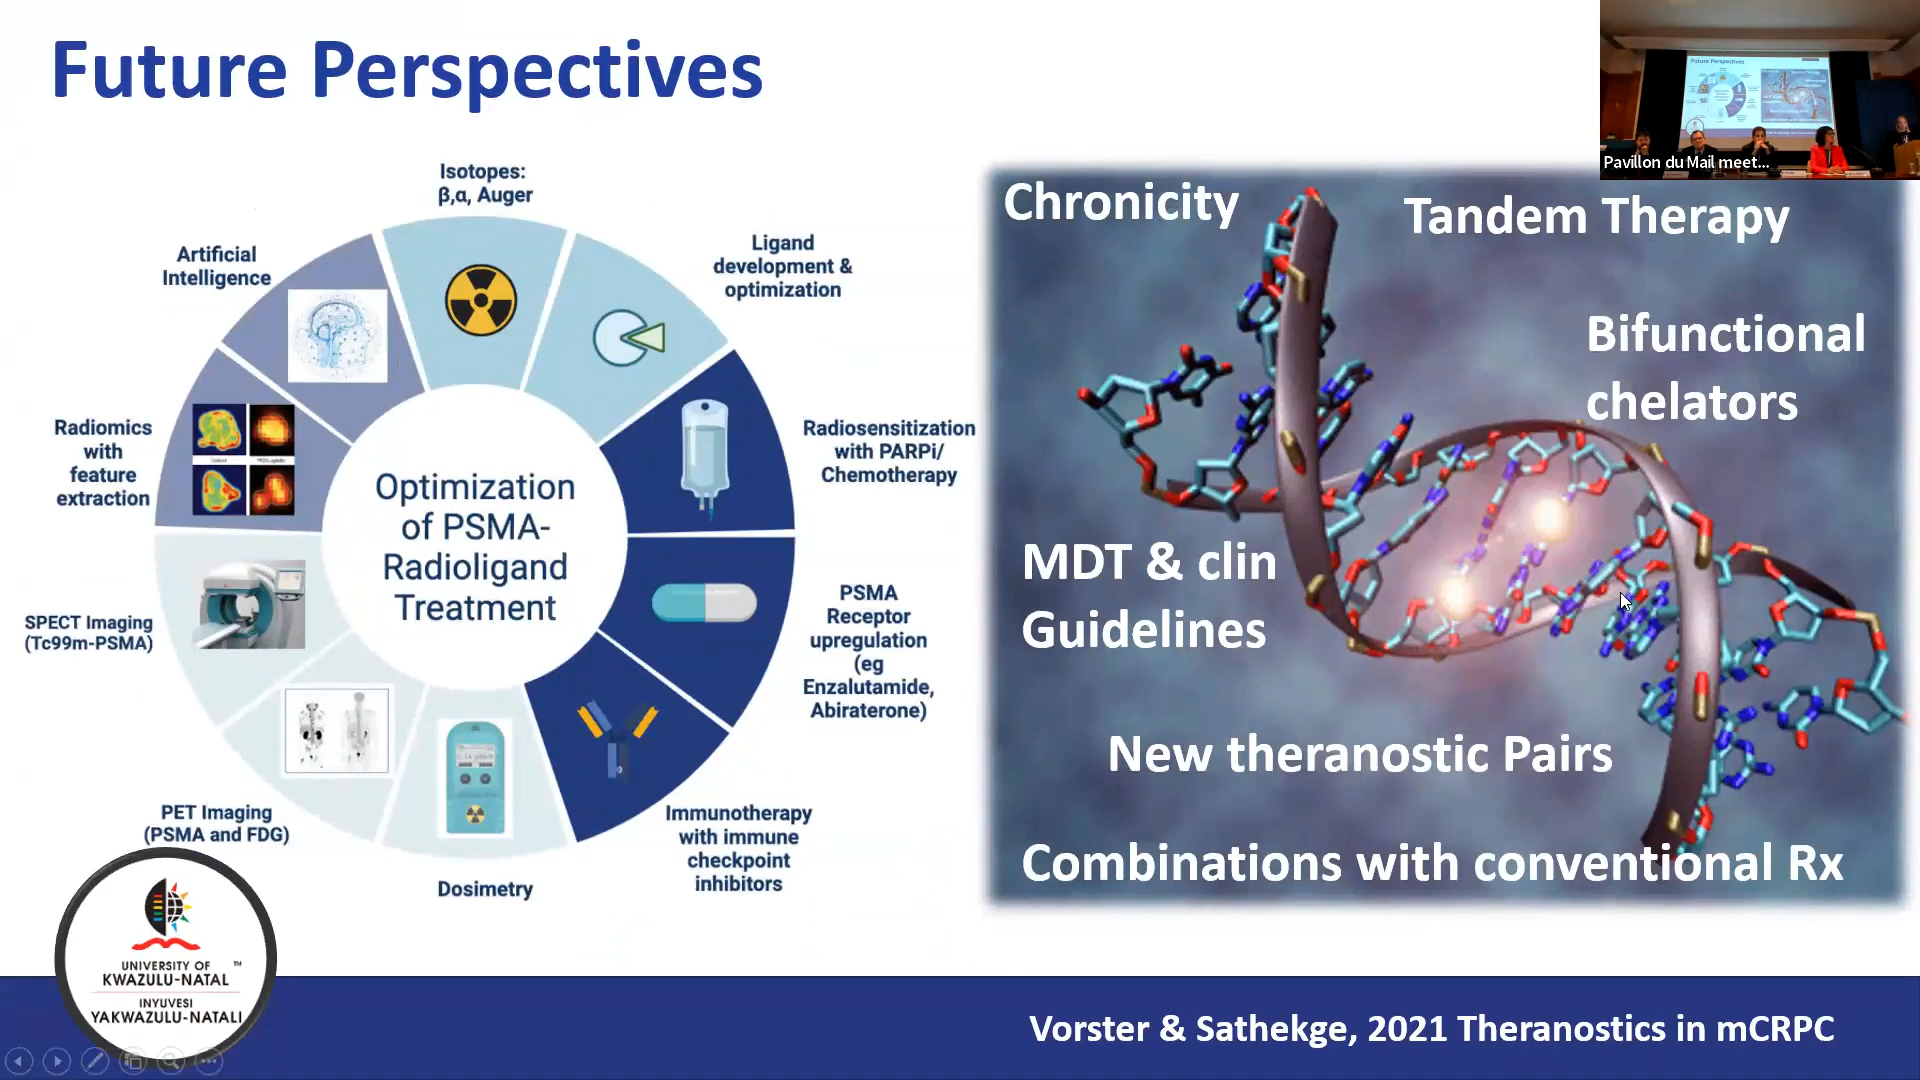 Future Perspectives
Pavillon du Mail meet...
Isotopes:
β,α, Auger
Ligand
development &
optimization
Radiosensitization
with PARPi/
Chemotherapy
PSMA
Receptor
upregulation
(eg
Enzalutamide,
Abiraterone)
Immunotherapy
with immune
checkpoint
inhibitors
Dosimetry
PET Imaging
(PSMA and FDG)
SPECT Imaging
(Tc99m-PSMA)
Radiomics
with
feature
extraction
Artificial
Intelligence
Optimization
of PSMA-
Radioligand
Treatment
Chronicity
Tandem Therapy
Bifunctional
chelators
MDT & clin
Guidelines
New theranostic Pairs
Combinations with conventional Rx
UNIVERSITY OF ™
KWAZULU-NATAL
INYUVESI
YAKWAZULU-NATALI
Vorster & Sathekge, 2021 Theranostics in mCRPC